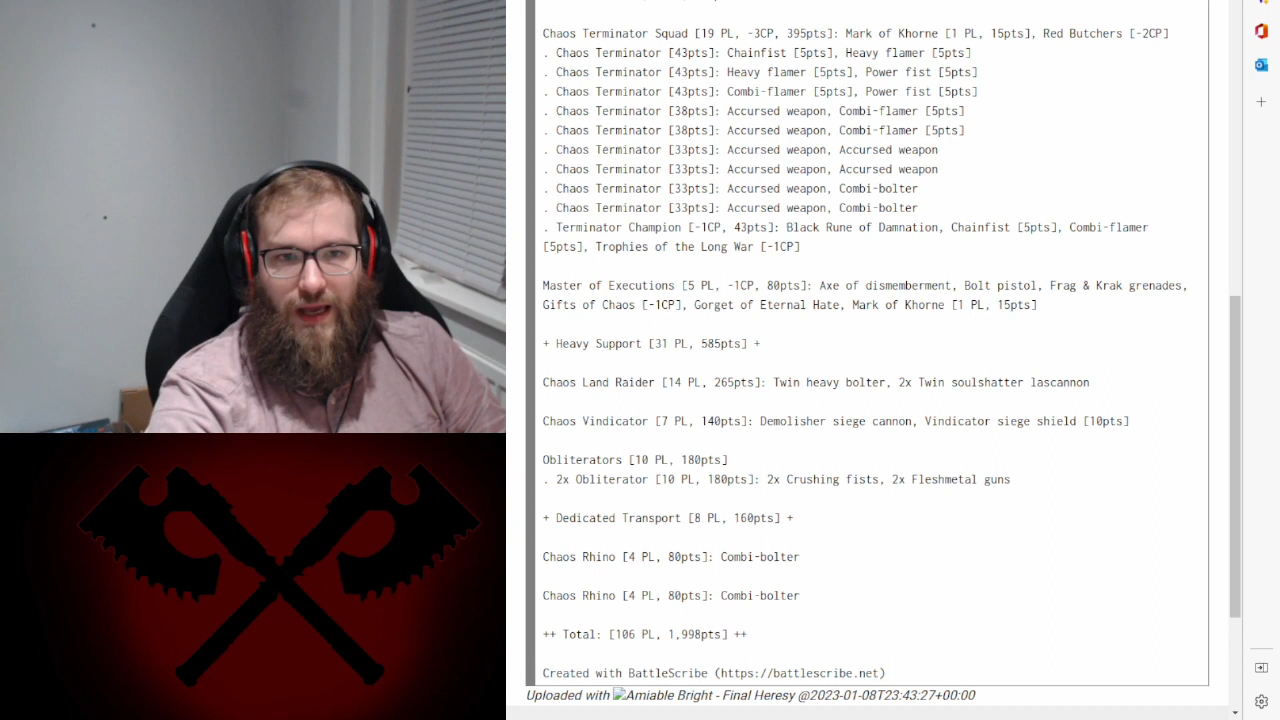 Chaos Terminator Squad [19 PL, -3CP, 395pts]: Mark of Khorne [1 PL, 15pts], Red Butchers [-2CP]
. Chaos Terminator [43pts]: Chainfist [5pts], Heavy flamer [5pts]
. Chaos Terminator [43pts]: Heavy flamer [5pts], Power fist [5pts]
. Chaos Terminator [43pts]: Combi-flamer [5pts], Power fist [5pts]
. Chaos Terminator [38pts]: Accursed weapon, Combi-flamer [5pts]
. Chaos Terminator [38pts]: Accursed weapon, Combi-flamer [5pts]
. Chaos Terminator [33pts]: Accursed weapon, Accursed weapon
. Chaos Terminator [33pts]: Accursed weapon, Accursed weapon
. Chaos Terminator [33pts]: Accursed weapon, Combi-bolter
. Chaos Terminator [33pts]: Accursed weapon, Combi-bolter
. Terminator Champion [-1CP, 43pts]: Black Rune of Damnation, Chainfist [5pts], Combi-flamer
[5pts], Trophies of the Long War [-1CP]
Master of Executions [5 PL, -1CP, 80pts]: Axe of dismemberment, Bolt pistol, Frag & Krak grenades,
Gifts of Chaos [-1CP], Gorget of Eternal Hate, Mark of Khorne [1 PL, 15pts]
+ Heavy Support [31 PL, 585pts] +
Chaos Land Raider [14 PL, 265pts]: Twin heavy bolter, 2x Twin soulshatter lascannon
Chaos Vindicator [7 PL, 140pts]: Demolisher siege cannon, Vindicator siege shield [10pts]
Obliterators [10 PL, 180pts]
. 2x Obliterator [10 PL, 180pts]: 2x Crushing fists, 2x Fleshmetal guns
+ Dedicated Transport [8 PL, 160pts] +
Chaos Rhino [4 PL, 80pts]: Combi-bolter
Chaos Rhino [4 PL, 80pts]: Combi-bolter
++ Total: [106 PL, 1,998pts] ++
Created with BattleScribe (https://battlescribe.net)
Uploaded with Amiable Bright - Final Heresy @2023-01-08T23:43:27+00:00